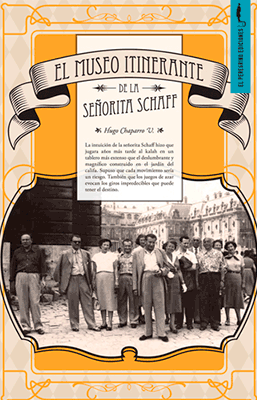 EL PEREGRINO EDICIONES
EL MUSEO ITINERANTE
DE LA
SEÑORITA SCHAFF
Hugo Chaparro V.
La intuición de la señorita Schaff hizo que
jugara años más tarde al kalah en un
tablero más extenso que el deslumbrante y
magnífico construido en el jardín del
califa. Supuso que cada movimiento sería
un riesgo. También que los juegos de azar
evocan los giros impredecibles que puede
tener el destino.